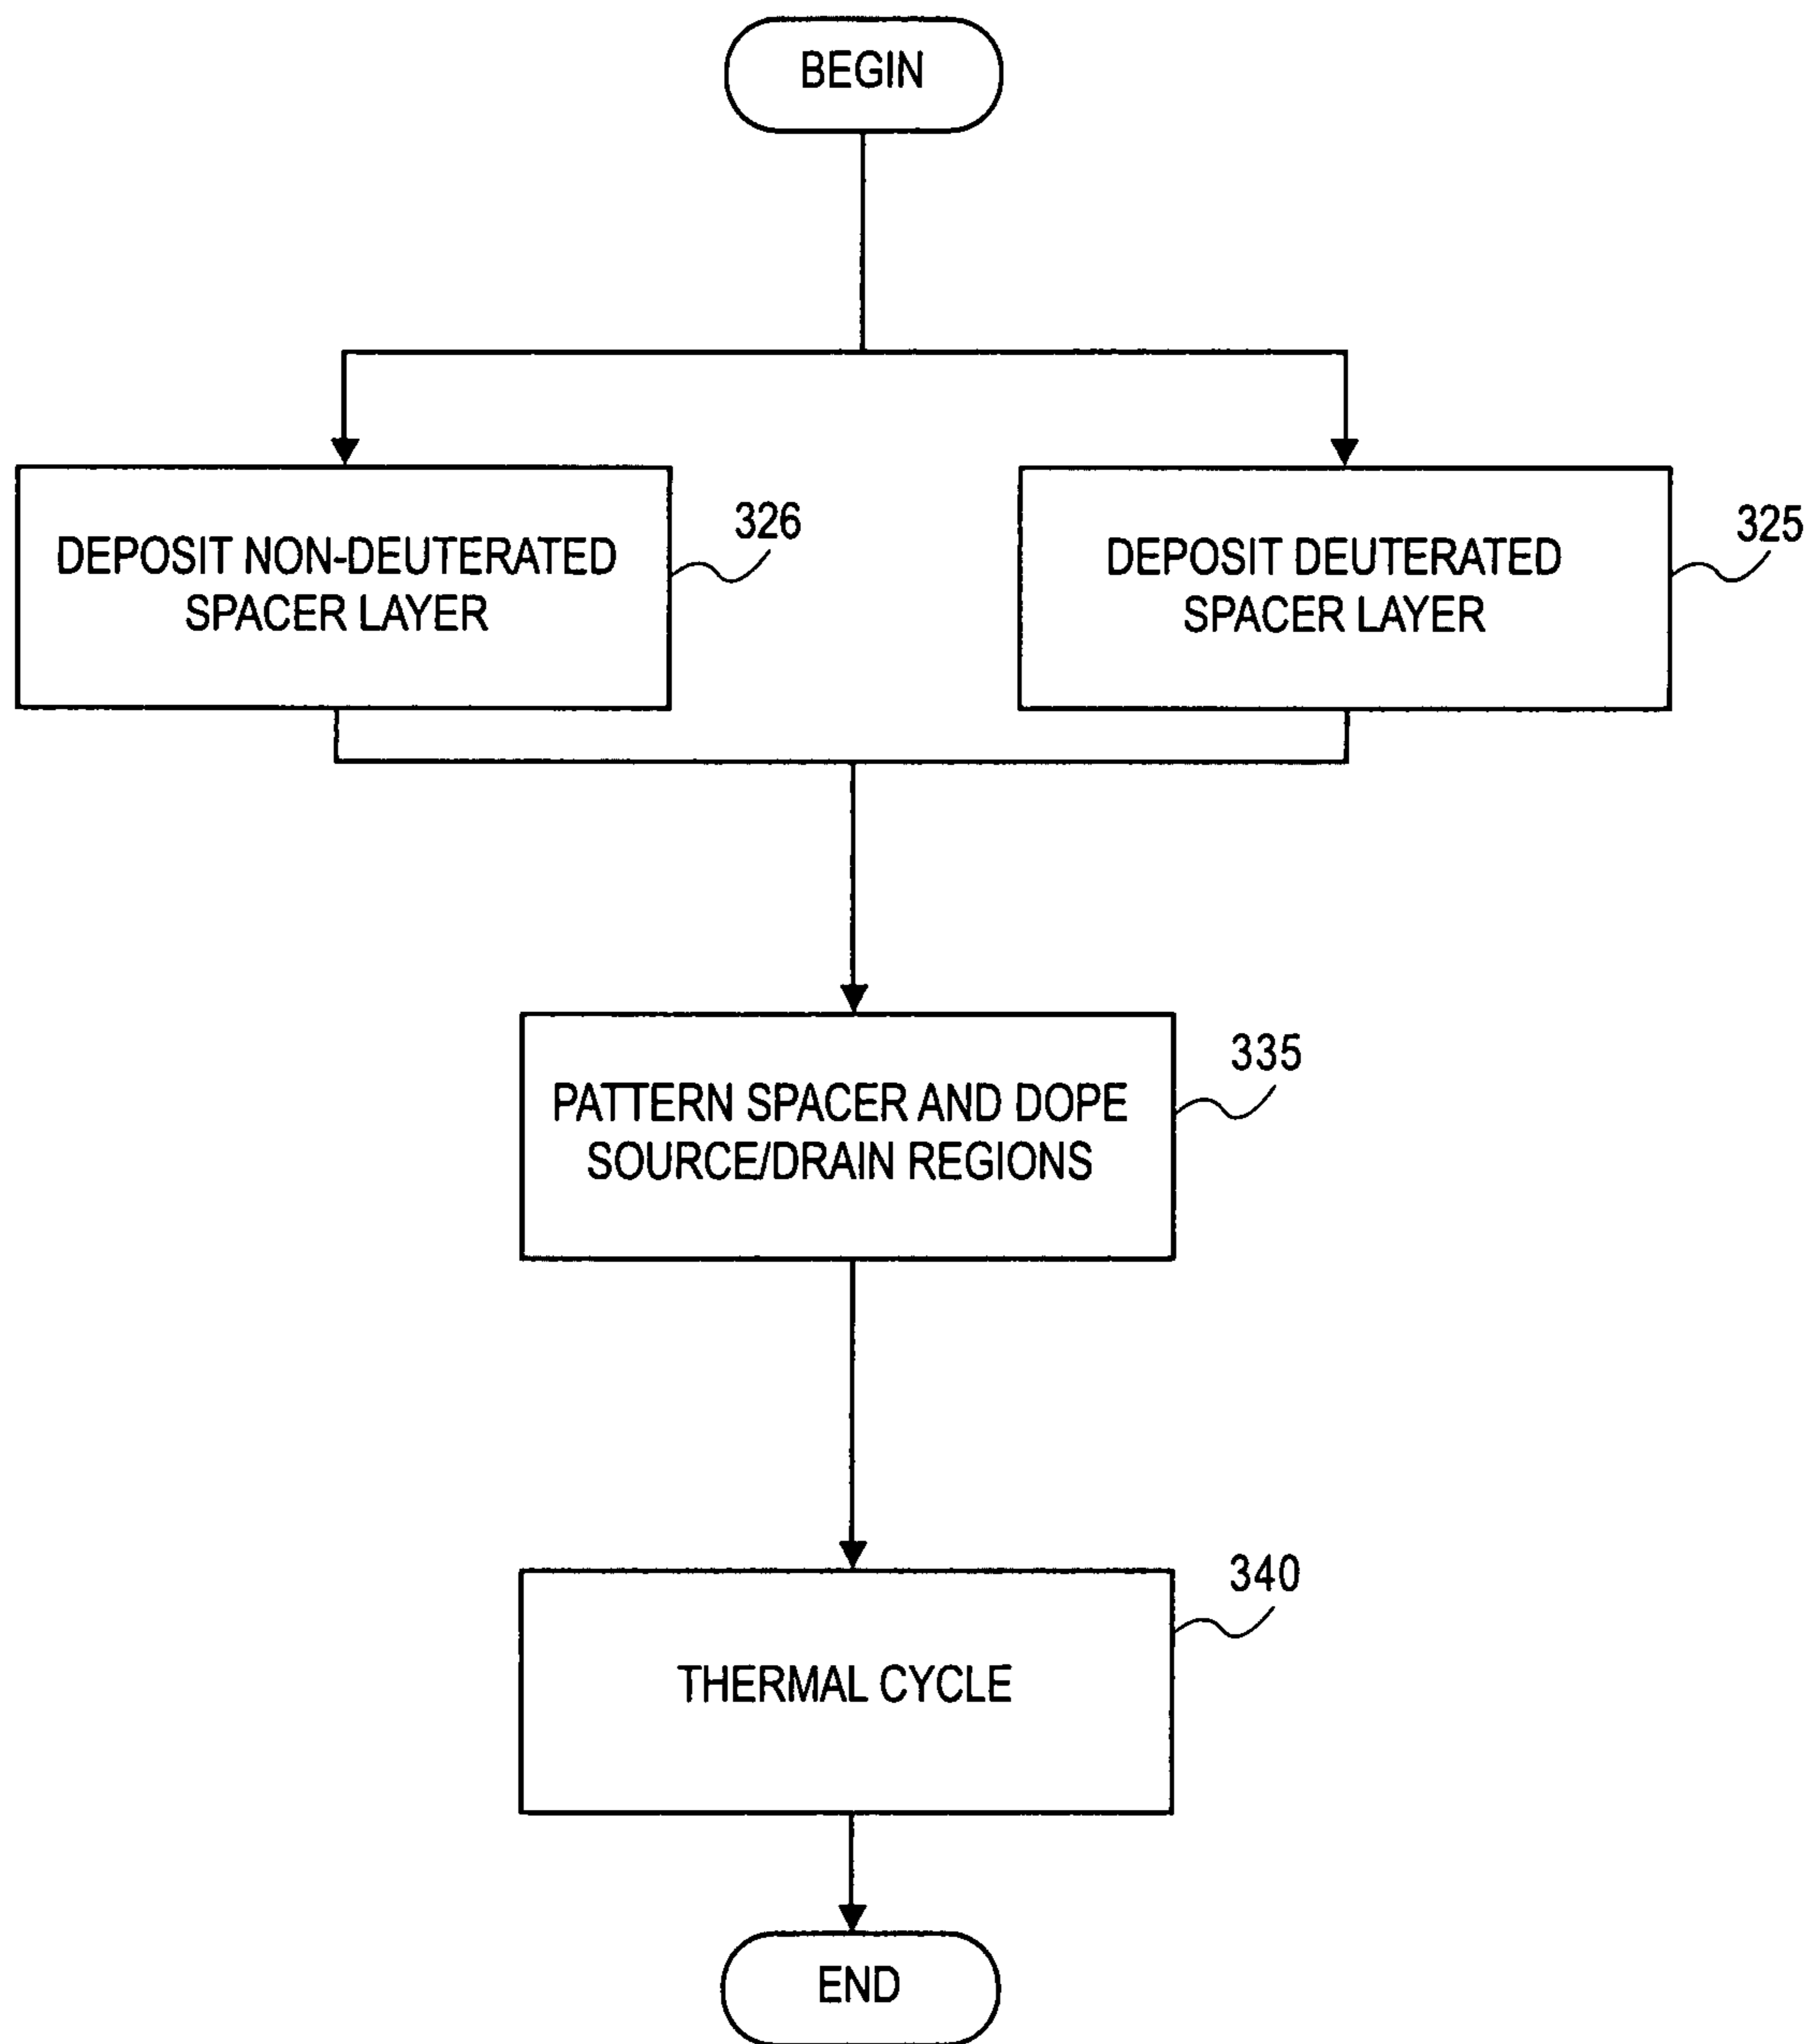 BEGIN
DEPOSIT NON-DEUTERATED
SPACER LAYER
326
DEPOSIT DEUTERATED
SPACER LAYER
325
PATTERN SPACER AND DOPE
SOURCE/DRAIN REGIONS
335
THERMAL CYCLE
340
END